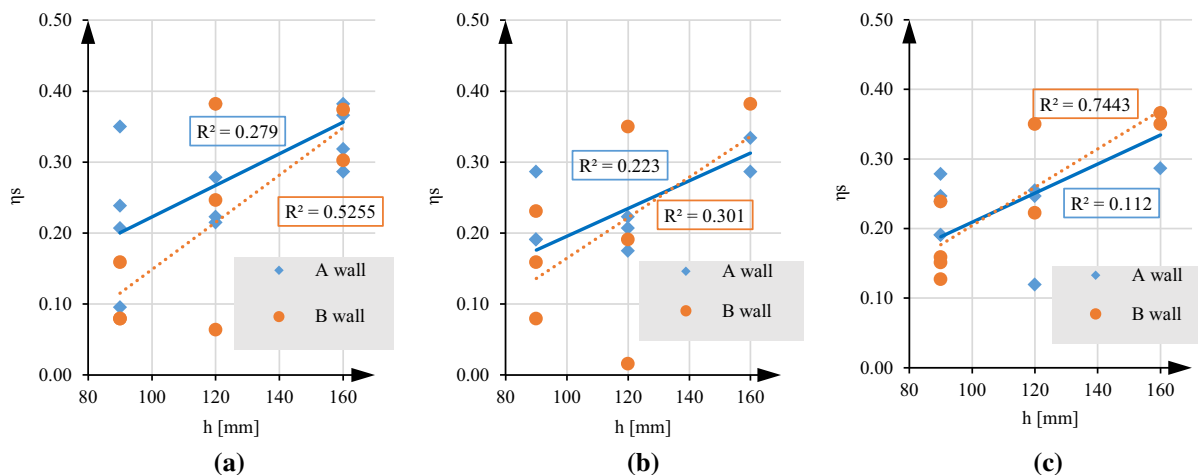 0.50
0.40
0.30
0.20
0.10
0.00
ηs
R² = 0.279
R² = 0.5255
A wall
B wall
80 100 120 140 160
h [mm]
(a)
0.50
0.40
0.30
0.20
0.10
0.00
ηs
R² = 0.223
R² = 0.301
A wall
B wall
80 100 120 140 160
h [mm]
(b)
0.50
0.40
0.30
0.20
0.10
0.00
ηs
R² = 0.7443
R² = 0.112
A wall
B wall
80 100 120 140 160
h [mm]
(c)